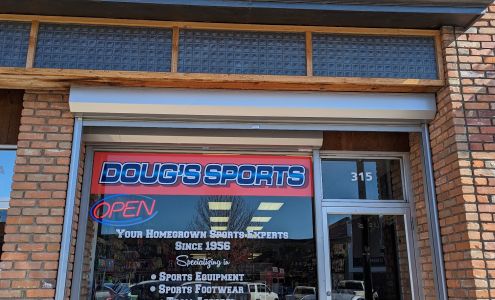 DOUG'S SPORTS
315
OPEN
YOUR HOMEGROWN SPORTS EXPERTS
SINCE 1956
Specializing in
• SPORTS EQUIPMENT
• SPORTS FOOTWEAR